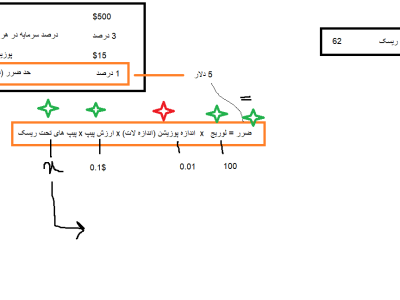 $500
3 درصد درصد سرمایه در هر
$15
1 درصد حد ضرر
5 دلار
62 ریسک
ضرر = لوریج x اندازه پوزیشن (اندازه لات) x ارزش پیپ x پیپ های تحت ریسک
100
0.01
0.1$